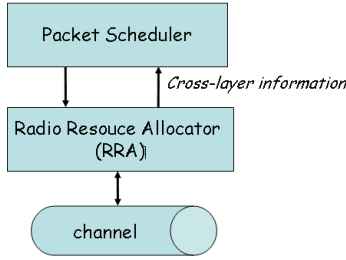 Packet Scheduler
Cross-layer information
Radio Resouce Allocator
(RRA)
channel